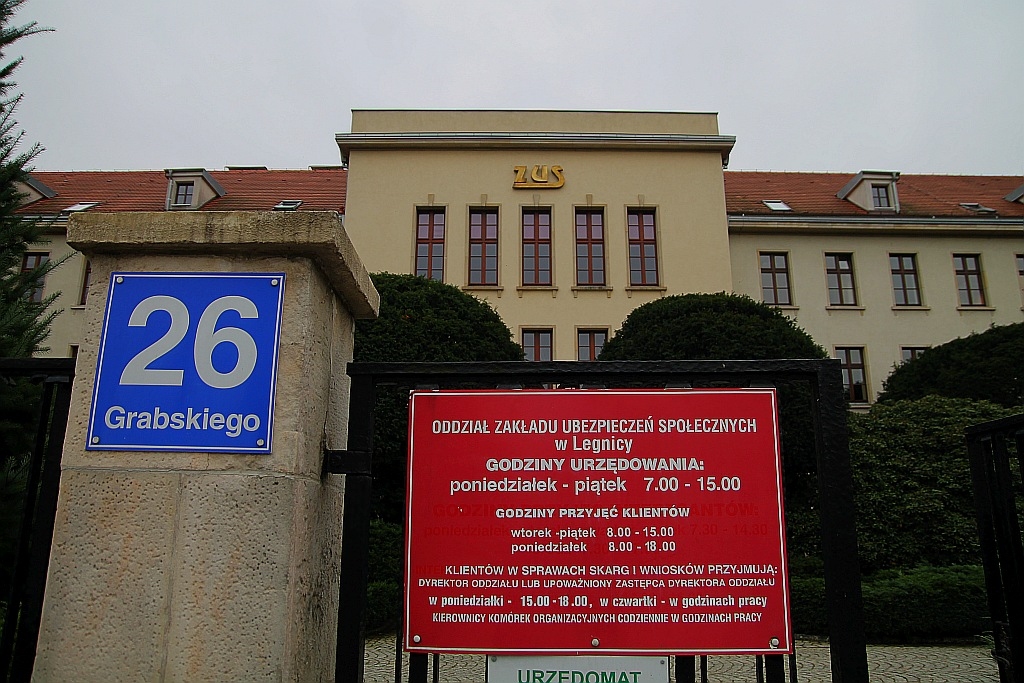 ZUS
26
Grabskiego
ODDZIAŁ ZAKŁADU UBEZPIECZEŃ SPOŁECZNYCH
w Legnicy
GODZINY URZĘDOWANIA:
poniedziałek - piątek 7.00 - 15.00
GODZINY PRZYJĘĆ KLIENTÓW
wtorek -piątek 8.00 - 15.00
poniedziałek 8.00 - 18.00
KLIENTÓW W SPRAWACH SKARG I WNIOSKÓW PRZYJMUJĄ:
DYREKTOR ODDZIAŁU LUB UPOWAŻNIONY ZASTĘPCA DYREKTORA ODDZIAŁU
w poniedziałki - 15.00 -18.00, w czwartki - w godzinach pracy
KIEROWNICY KOMÓREK ORGANIZACYJNYCH CODZIENNIE W GODZINACH PRACY
URZĘDOMAT